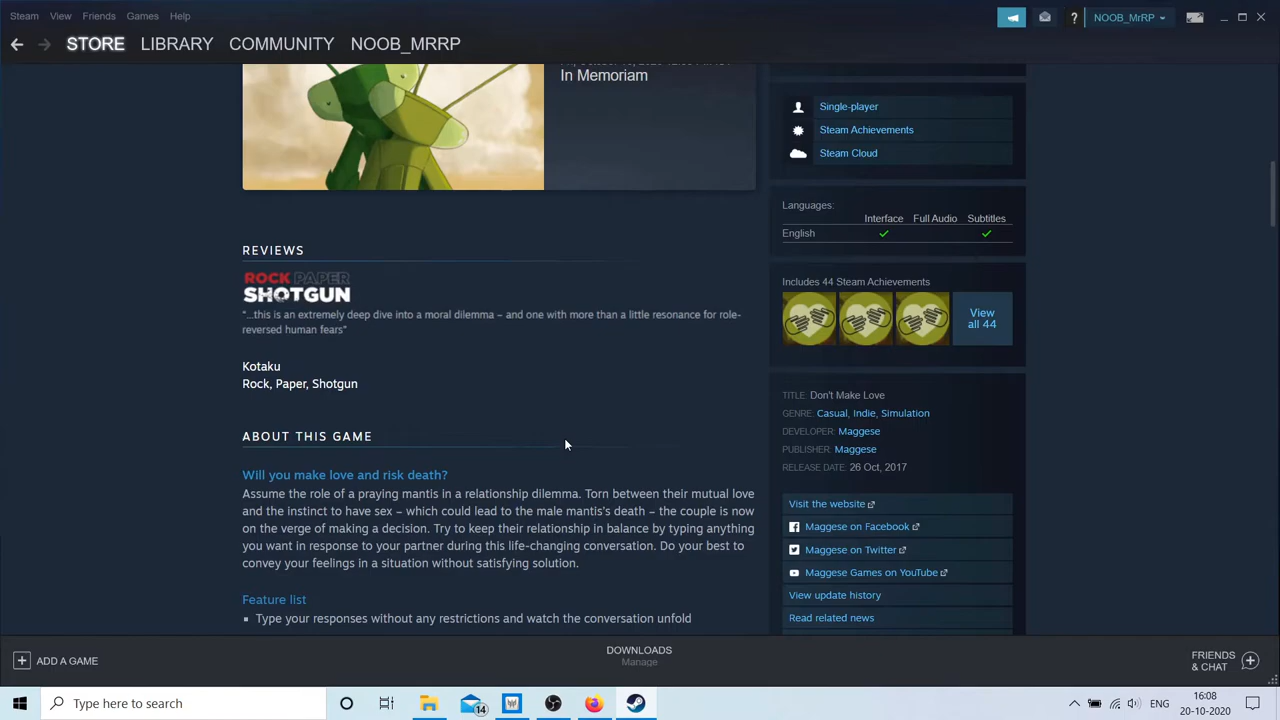 Steam View Friends Games Help
? NOOB_MrRP
STORE LIBRARY COMMUNITY NOOB_MRRP
In Memoriam
REVIEWS
ROCK PAPER
SHOTGUN
“...this is an extremely deep dive into a moral dilemma – and one with more than a little resonance for role-
reversed human fears”
Kotaku
Rock, Paper, Shotgun
ABOUT THIS GAME
Will you make love and risk death?
Assume the role of a praying mantis in a relationship dilemma. Torn between their mutual love
and the instinct to have sex – which could lead to the male mantis's death – the couple is now
on the verge of making a decision. Try to keep their relationship in balance by typing anything
you want in response to your partner during this life-changing conversation. Do your best to
convey your feelings in a situation without satisfying solution.
Feature list
▪ Type your responses without any restrictions and watch the conversation unfold
Single-player
Steam Achievements
Steam Cloud
Languages:
Interface Full Audio Subtitles
English ✓ ✓
Includes 44 Steam Achievements
View
all 44
TITLE: Don't Make Love
GENRE: Casual, Indie, Simulation
DEVELOPER: Maggese
PUBLISHER: Maggese
RELEASE DATE: 26 Oct, 2017
Visit the website
Maggese on Facebook
Maggese on Twitter
Maggese Games on YouTube
View update history
Read related news
+ ADD A GAME
DOWNLOADS
Manage
FRIENDS
& CHAT +
Type here to search
14
ENG
16:08
20-10-2020